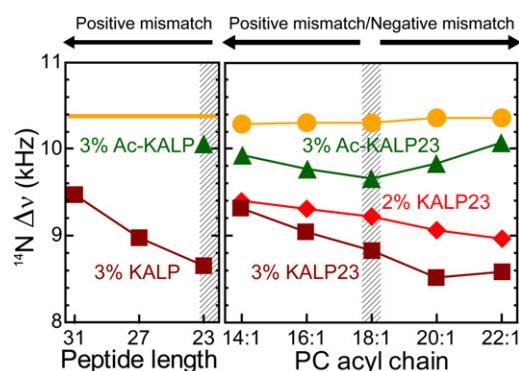 Positive mismatch Positive mismatch/Negative mismatch
¹⁴N Δν (kHz)
11
10
9
8
3% Ac-KALP
3% KALP
3% Ac-KALP23
2% KALP23
3% KALP23
31 27 23 14:1 16:1 18:1 20:1 22:1
Peptide length PC acyl chain